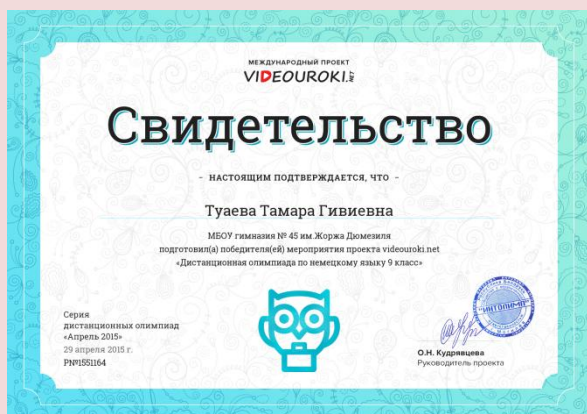 МЕЖДУНАРОДНЫЙ ПРОЕКТ
VIDEOUROKI.NET
Свидетельство
- НАСТОЯЩИМ ПОДТВЕРЖДАЕТСЯ, ЧТО -
Туаева Тамара Гивиевна
МБОУ гимназия № 45 им.Жоржа Дюмезиля
подготовил(а) победителя(ей) мероприятия проекта videouroki.net
«Дистанционная олимпиада по немецкому языку 9 класс»
Серия
дистанционных олимпиад
«Апрель 2015»
29 апреля 2015 г.
PN№1551164
"ИНТОЛИМП"
О.Н. Кудрявцева
Руководитель проекта